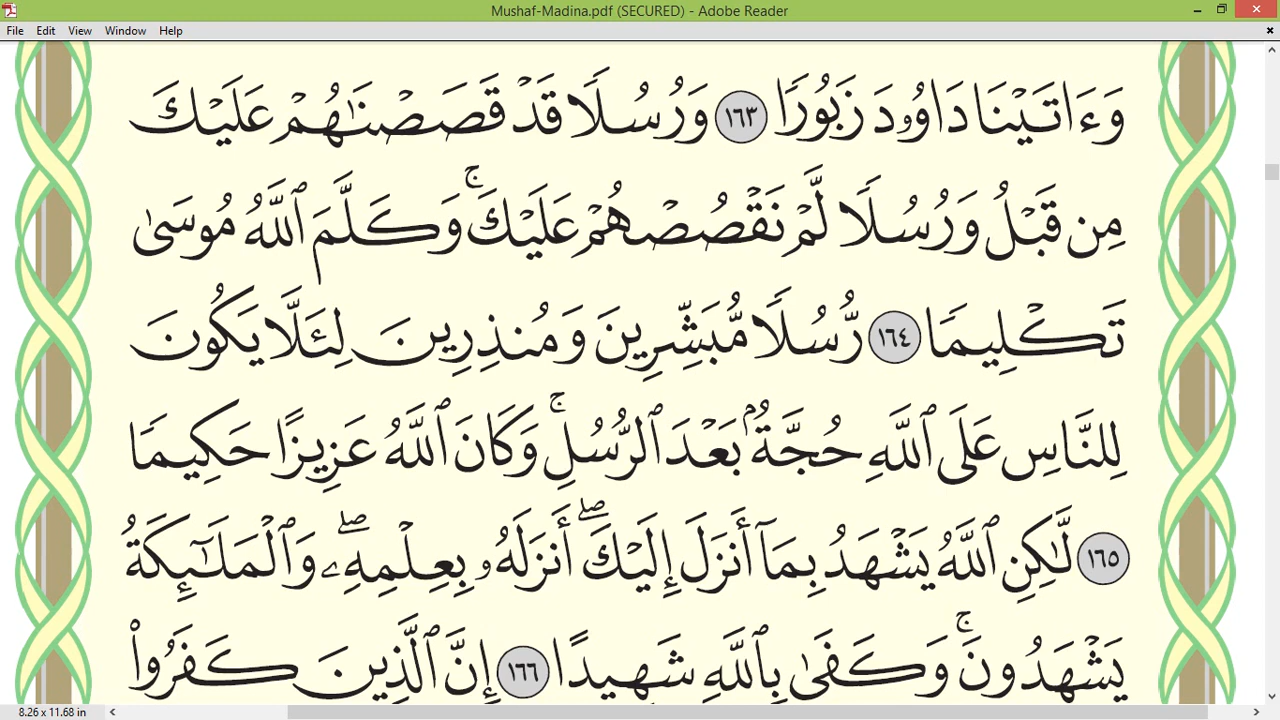 Mushaf-Madina.pdf (SECURED) - Adobe Reader
File Edit View Window Help
وَءَاتَيْنَا دَاوُۥدَ زَبُورًا ١٦٣ وَرُسُلًا قَدْ قَصَصْنَٰهُمْ عَلَيْكَ
مِن قَبْلُ وَرُسُلًا لَّمْ نَقْصُصْهُمْ عَلَيْكَ ۚ وَكَلَّمَ ٱللَّهُ مُوسَىٰ
تَكْلِيمًا ١٦٤ رُّسُلًا مُّبَشِّرِينَ وَمُنذِرِينَ لِئَلَّا يَكُونَ
لِلنَّاسِ عَلَى ٱللَّهِ حُجَّةٌۢ بَعْدَ ٱلرُّسُلِ ۚ وَكَانَ ٱللَّهُ عَزِيزًا حَكِيمًا
١٦٥ لَّٰكِنِ ٱللَّهُ يَشْهَدُ بِمَآ أَنزَلَ إِلَيْكَ ۖ أَنزَلَهُۥ بِعِلْمِهِۦ ۖ وَٱلْمَلَٰٓئِكَةُ
يَشْهَدُونَ ۚ وَكَفَىٰ بِٱللَّهِ شَهِيدًا ١٦٦ إِنَّ ٱلَّذِينَ كَفَرُوا۟
8.26 x 11.68 in